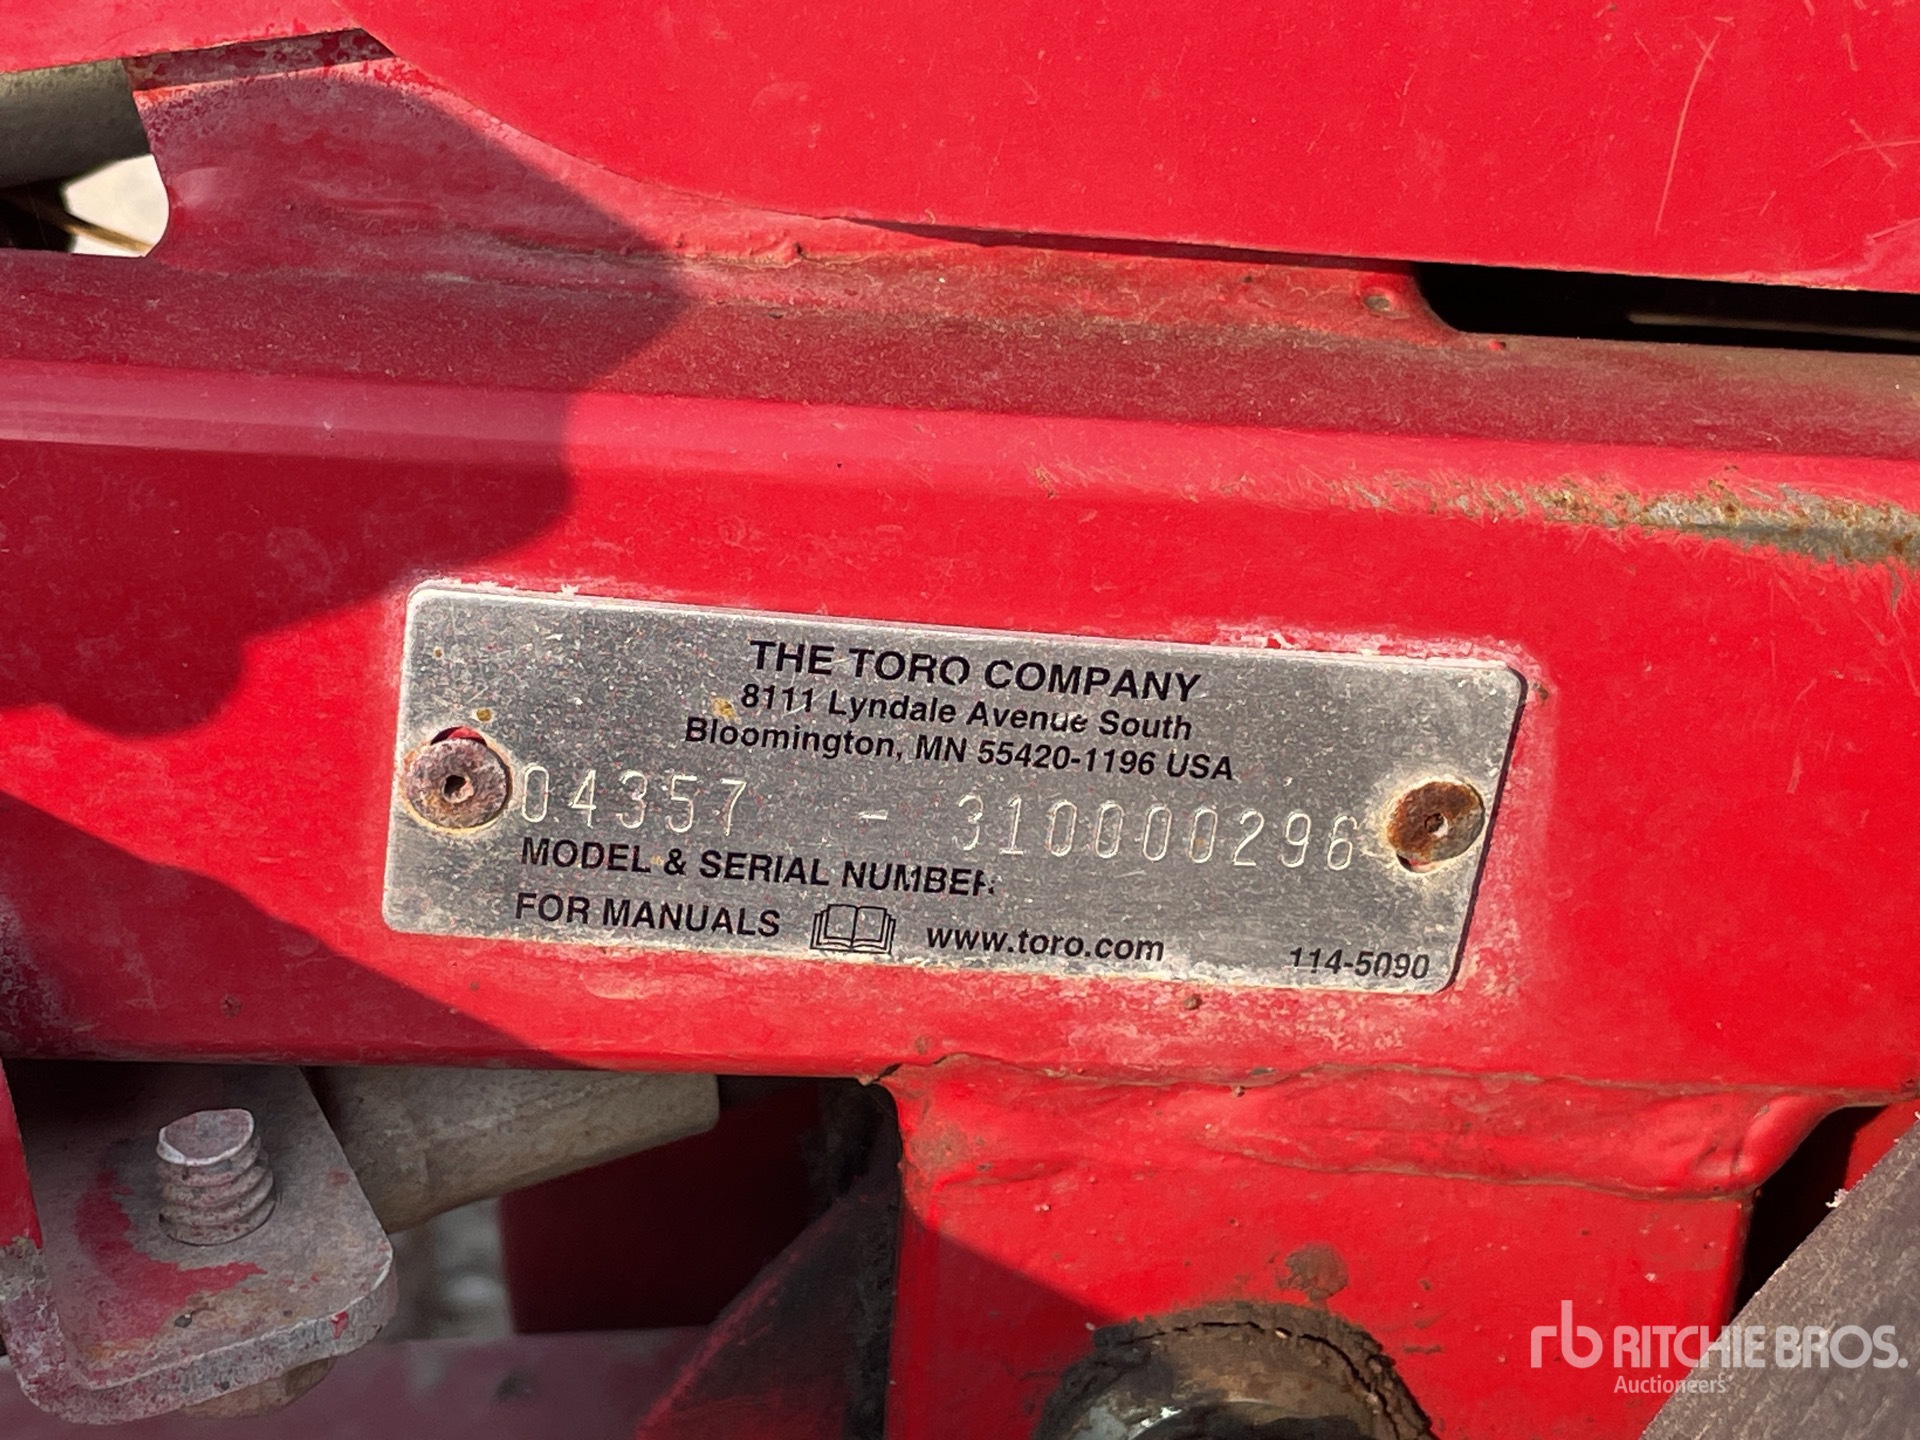 THE TORO COMPANY
8111 Lyndale Avenue South
Bloomington, MN 55420-1196 USA
04357 - 310000296
MODEL & SERIAL NUMBER
FOR MANUALS www.toro.com 114-5090
rb RITCHIE BROS.
Auctioneers